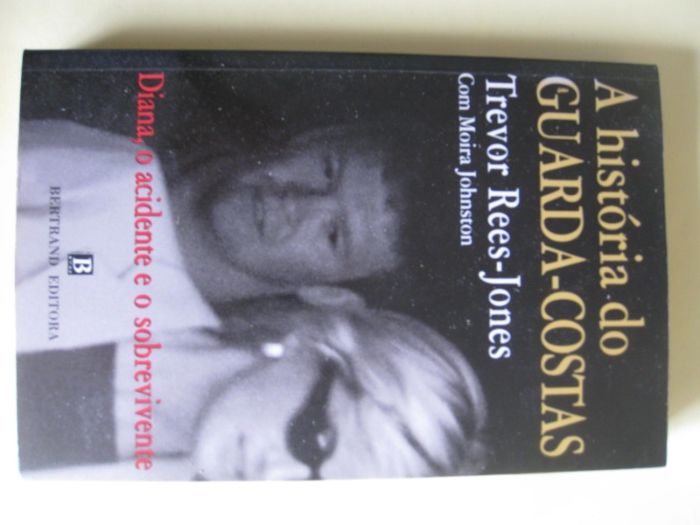 A história do
GUARDA-COSTAS
Trevor Rees-Jones
Com Moira Johnston
Diana, o acidente e o sobrevivente
B
BERTRAND EDITORA